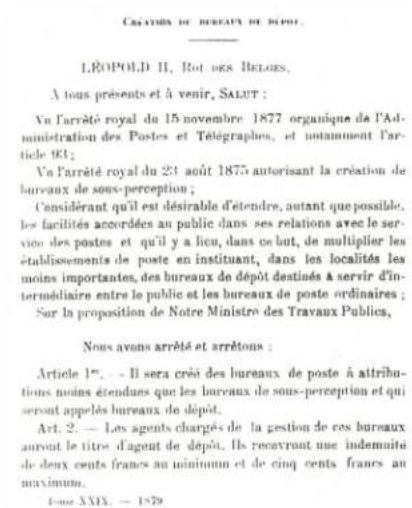 CRÉATION DE BUREAUX DE DÉPÔT.
LÉOPOLD II, ROI DES BELGES,
A tous présents et à venir, SALUT :
Vu l'arrêté royal du 15 novembre 1877 organique de l'Ad-
ministration des Postes et Télégraphes, et notamment l'ar-
ticle 93 ;
Vu l'arrêté royal du 23 août 1875 autorisant la création de
bureaux de sous-perception ;
Considérant qu'il est désirable d'étendre, autant que possible,
les facilités accordées au public dans ses relations avec le ser-
vice des postes et qu'il y a lieu, dans ce but, de multiplier les
établissements de poste en instituant, dans les localités les
moins importantes, des bureaux de dépôt destinés à servir d'in-
termédiaire entre le public et les bureaux de poste ordinaires ;
Sur la proposition de Notre Ministre des Travaux Publics,
Nous avons arrêté et arrêtons :
Article 1er. — Il sera créé des bureaux de poste à attribu-
tions moins étendues que les bureaux de sous-perception et qui
seront appelés bureaux de dépôt.
Art. 2. — Les agents chargés de la gestion de ces bureaux
auront le titre d'agent de dépôt. Ils recevront une indemnité
de deux cents francs au minimum et de cinq cents francs au
maximum.
Tome XXIX. — 1879